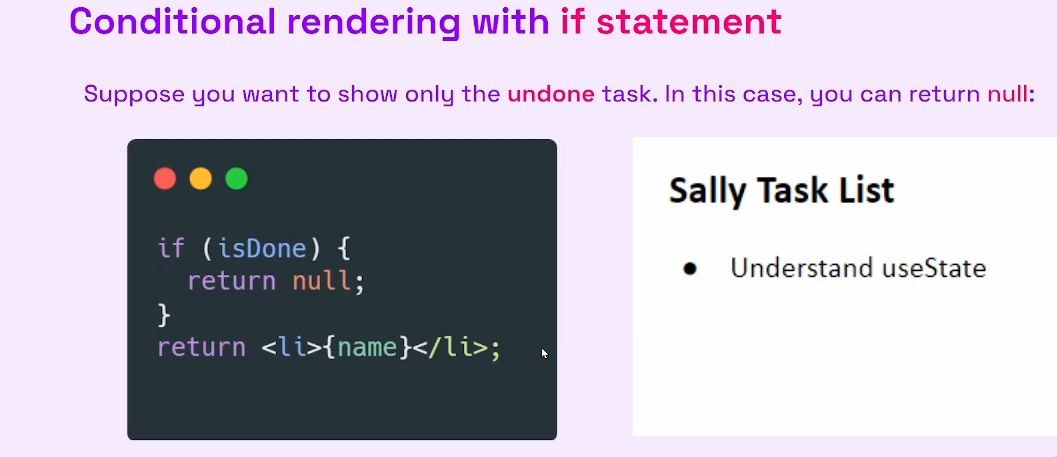 Conditional rendering with if statement
Suppose you want to show only the undone task. In this case, you can return null:
if (isDone) {
  return null;
}
return <li>{name}</li>;
Sally Task List
• Understand useState